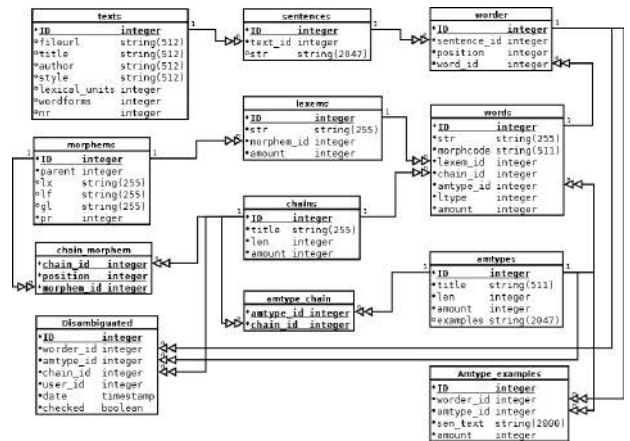 texts
*ID integer
*fileurl string(512)
¤title string(512)
*author string(512)
*style string(512)
*lexical_units integer
¤wordforms integer
¤nr integer
sentences
*ID integer
*text_id integer
¤str string(2047)
worder
*ID integer
*sentence_id integer
*position integer
*word_id integer
lexems
*ID integer
*str string(255)
*morphem_id integer
*amount integer
words
*ID integer
*str string(255)
*morphcode string(511)
*lexem_id integer
*chain_id integer
*amtype_id integer
*ltype integer
*amount integer
morphems
*ID integer
*parent integer
¤lx string(255)
¤lf string(255)
¤gl string(255)
*pr integer
chains
*ID integer
*title string(255)
*len integer
*amount integer
chain_morphem
*chain_id integer
*position integer
*morphem_id integer
amtypes
*ID integer
*title string(511)
*len integer
*amount integer
¤examples string(2047)
amtype_chain
*amtype_id integer
*chain_id integer
Disambiguated
*ID integer
*worder_id integer
*amtype_id integer
*chain_id integer
*user_id integer
*date timestamp
*checked boolean
Amtype_examples
*ID integer
*worder_id integer
*amtype_id integer
*sen_text string(2000)
*amount integer